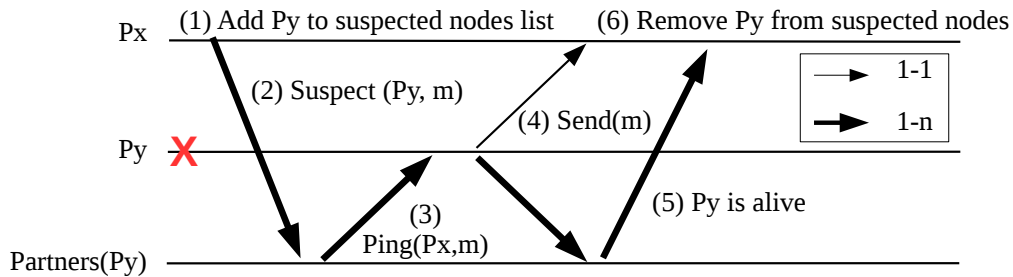 (1) Add Py to suspected nodes list
(6) Remove Py from suspected nodes
Px
(2) Suspect (Py, m)
1-1
1-n
(4) Send(m)
Py
X
(3)
Ping(Px,m)
(5) Py is alive
Partners(Py)